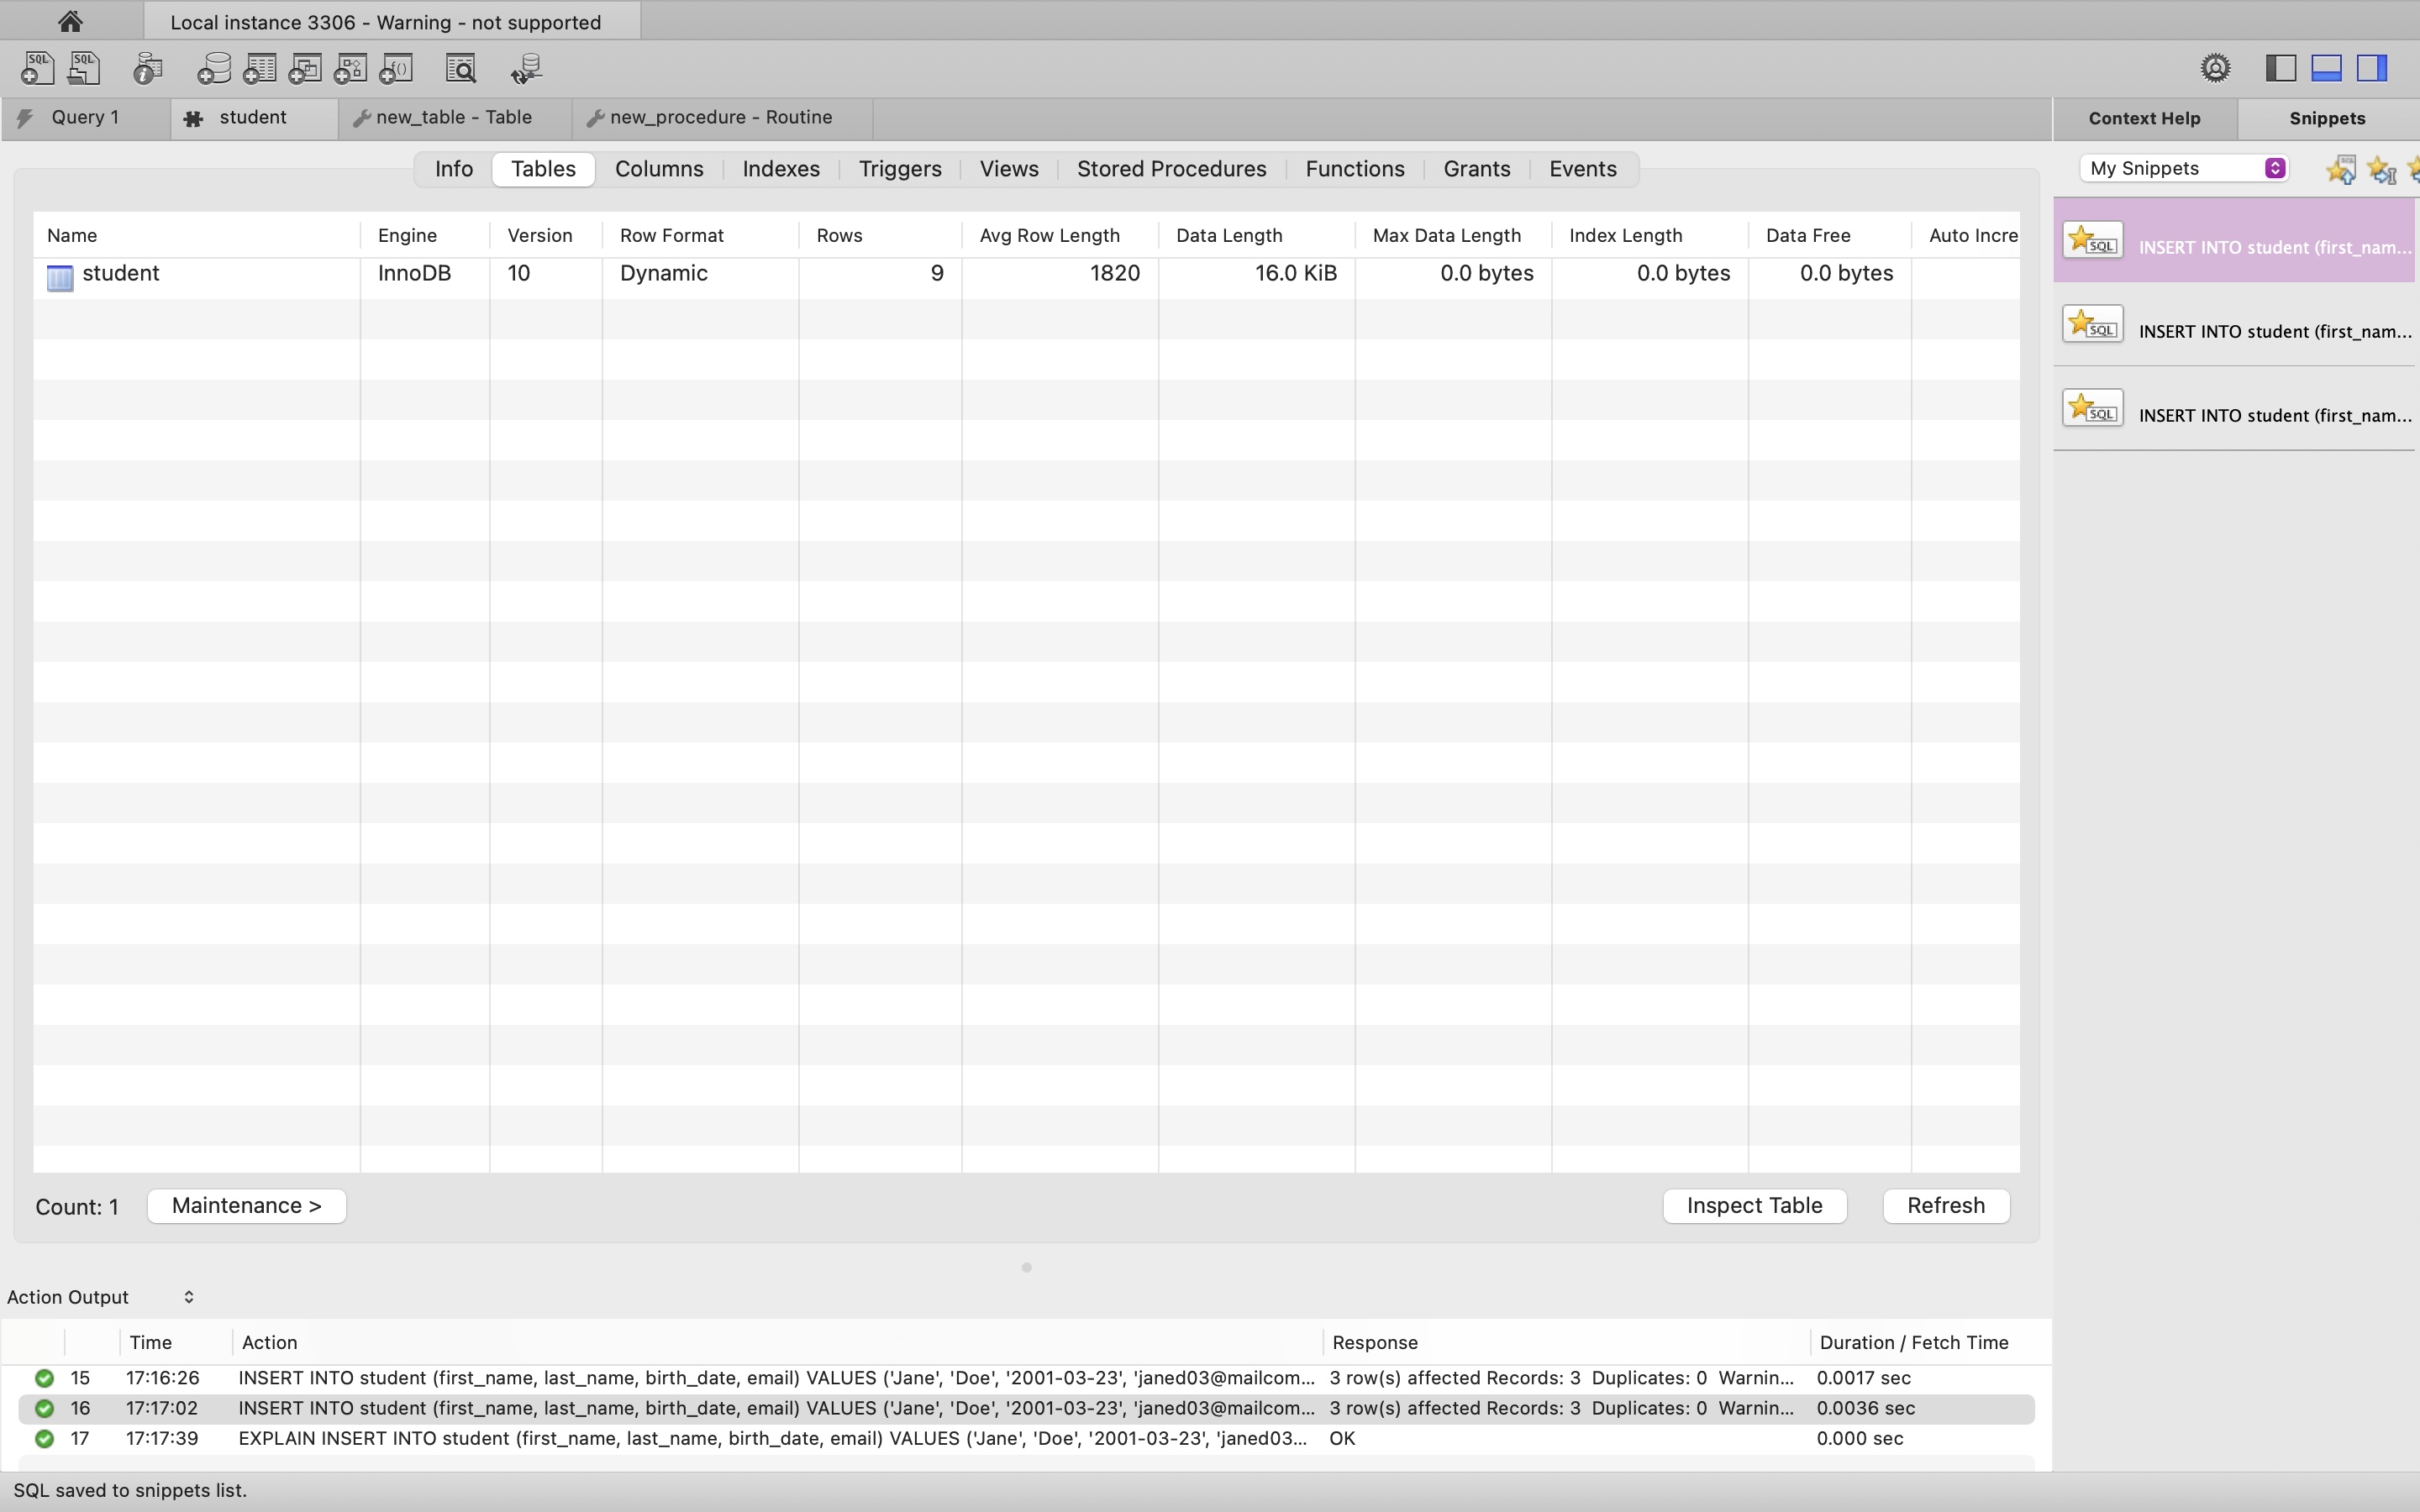 Local instance 3306 - Warning - not supported
SQL SQL
Query 1 student new_table - Table new_procedure - Routine Context Help Snippets
Info Tables Columns Indexes Triggers Views Stored Procedures Functions Grants Events My Snippets
Name Engine Version Row Format Rows Avg Row Length Data Length Max Data Length Index Length Data Free Auto Incre
student InnoDB 10 Dynamic 9 1820 16.0 KiB 0.0 bytes 0.0 bytes 0.0 bytes
SQL INSERT INTO student (first_nam...
SQL INSERT INTO student (first_nam...
SQL INSERT INTO student (first_nam...
Count: 1 Maintenance > Inspect Table Refresh
Action Output
Time Action Response Duration / Fetch Time
15 17:16:26 INSERT INTO student (first_name, last_name, birth_date, email) VALUES ('Jane', 'Doe', '2001-03-23', 'janed03@mailcom... 3 row(s) affected Records: 3 Duplicates: 0 Warnin... 0.0017 sec
16 17:17:02 INSERT INTO student (first_name, last_name, birth_date, email) VALUES ('Jane', 'Doe', '2001-03-23', 'janed03@mailcom... 3 row(s) affected Records: 3 Duplicates: 0 Warnin... 0.0036 sec
17 17:17:39 EXPLAIN INSERT INTO student (first_name, last_name, birth_date, email) VALUES ('Jane', 'Doe', '2001-03-23', 'janed03... OK 0.000 sec
SQL saved to snippets list.